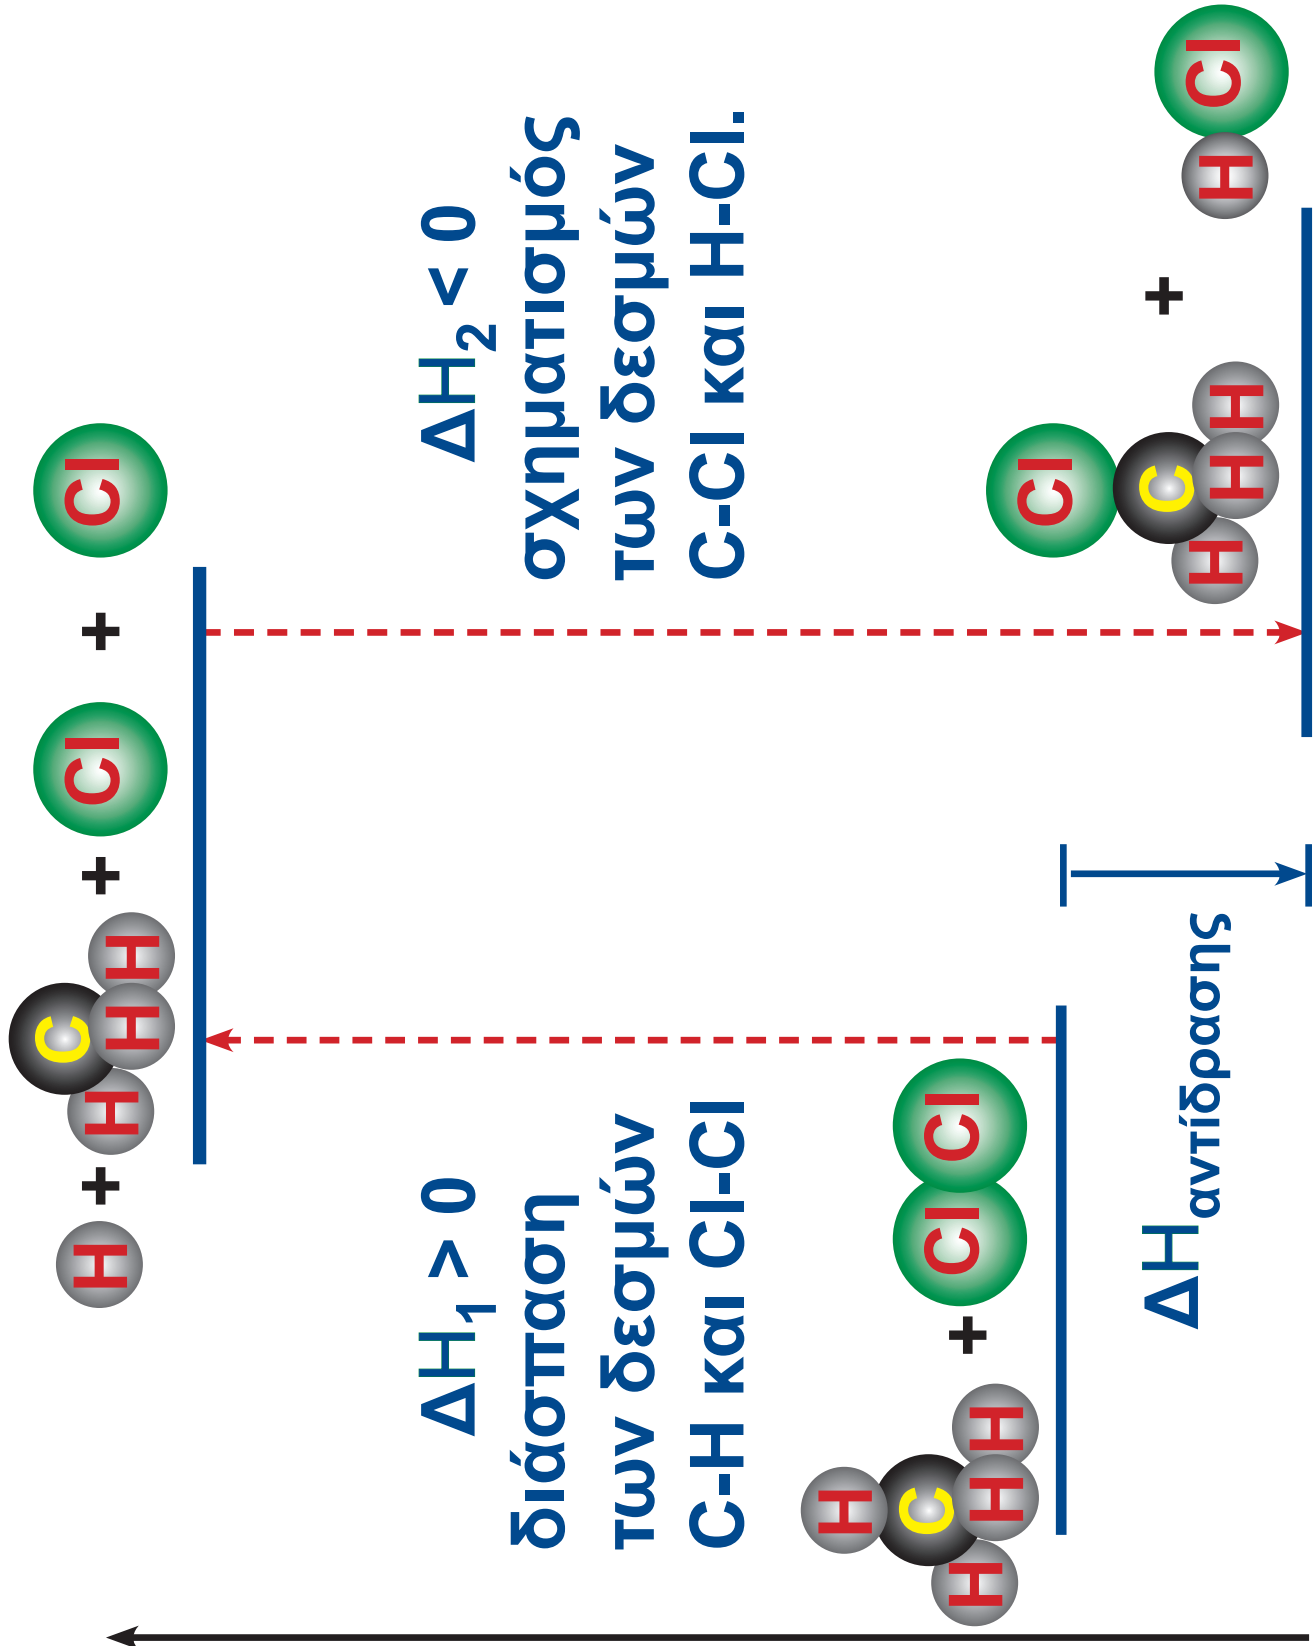 H + C H H H + Cl + Cl
ΔH1 > 0
διάσπαση
των δεσμών
C-H και Cl-Cl
ΔH2 < 0
σχηματισμός
των δεσμών
C-Cl και H-Cl.
H C H H H + Cl Cl
Cl C H H H + H Cl
ΔHαντίδρασης